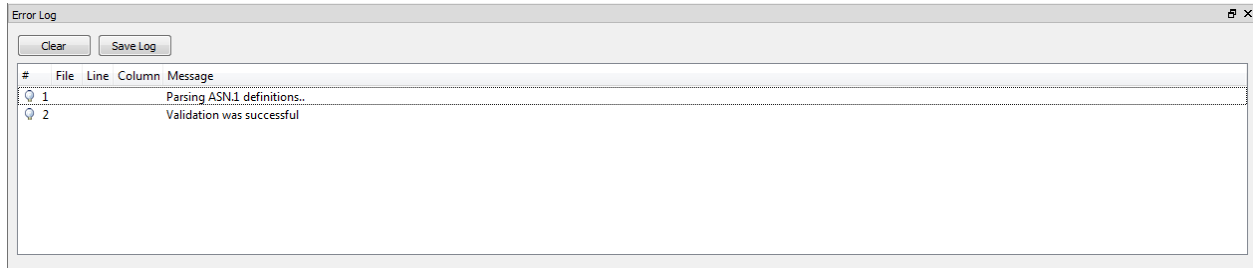 Error Log
Clear Save Log
# File Line Column Message
1 Parsing ASN.1 definitions..
2 Validation was successful